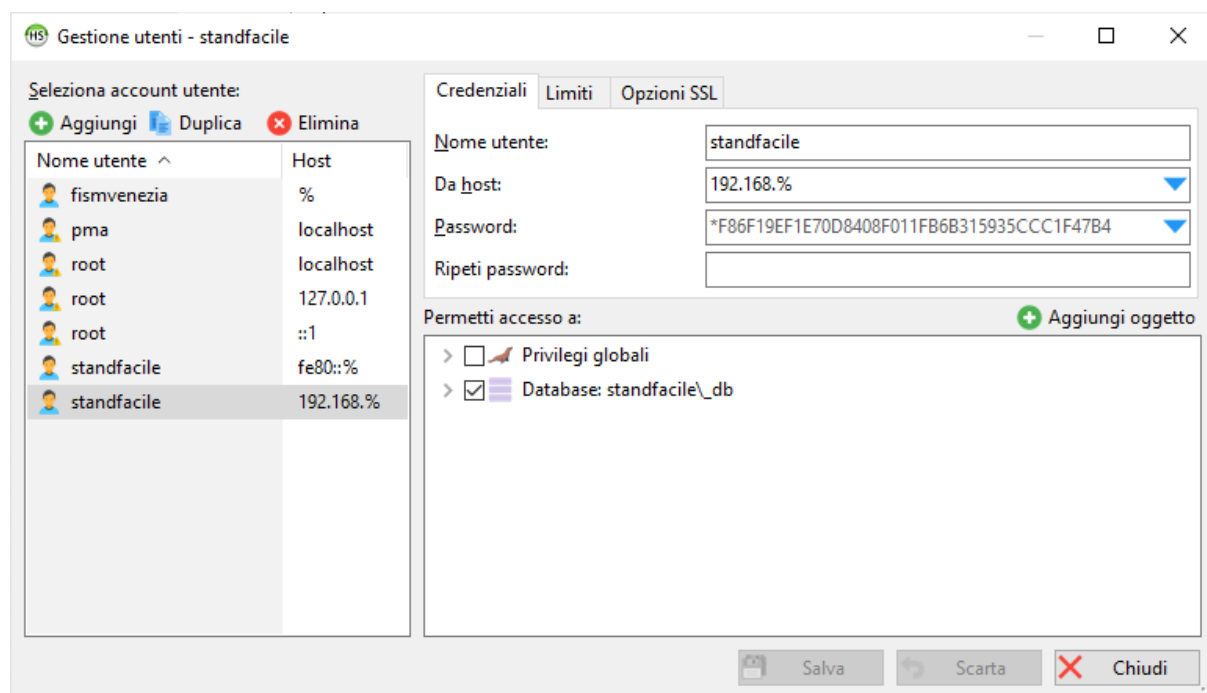 HS Gestione utenti - standfacile
Seleziona account utente:
Aggiungi Duplica Elimina
Nome utente Host
fismvenezia %
pma localhost
root localhost
root 127.0.0.1
root ::1
standfacile fe80::%
standfacile 192.168.%
Credenziali Limiti Opzioni SSL
Nome utente: standfacile
Da host: 192.168.%
Password: *F86F19EF1E70D8408F011FB6B315935CCC1F47B4
Ripeti password:
Permetti accesso a: Aggiungi oggetto
Privilegi globali
Database: standfacile\_db
Salva Scarta Chiudi